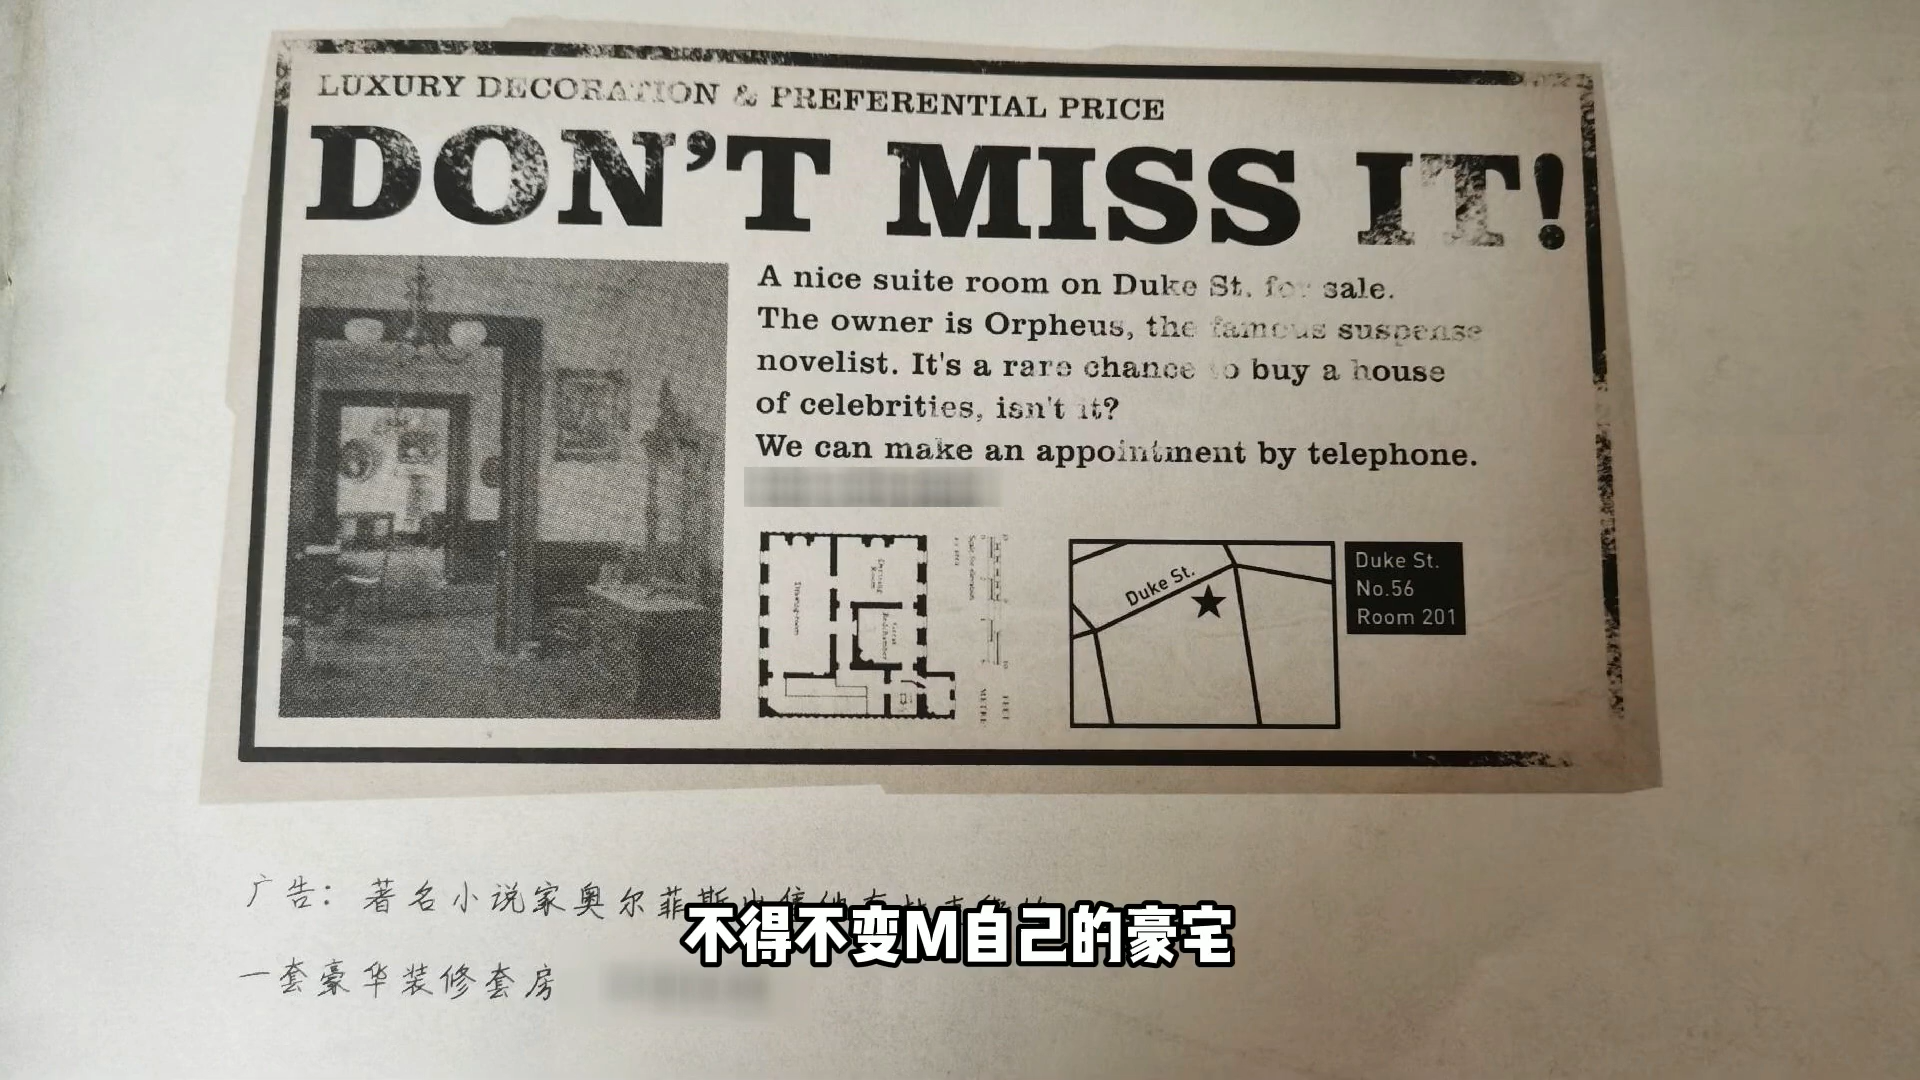 LUXURY DECORATION & PREFERENTIAL PRICE
DON'T MISS IT!
A nice suite room on Duke St. for sale.
The owner is Orpheus, the famous suspense
novelist. It's a rare chance to buy a house
of celebrities, isn't it?
We can make an appointment by telephone.
Drawing-room
Duke St.
Duke St.
No.56
Room 201
广告：著名小说家奥尔菲斯
一套豪华装修套房
不得不变M自己的豪宅